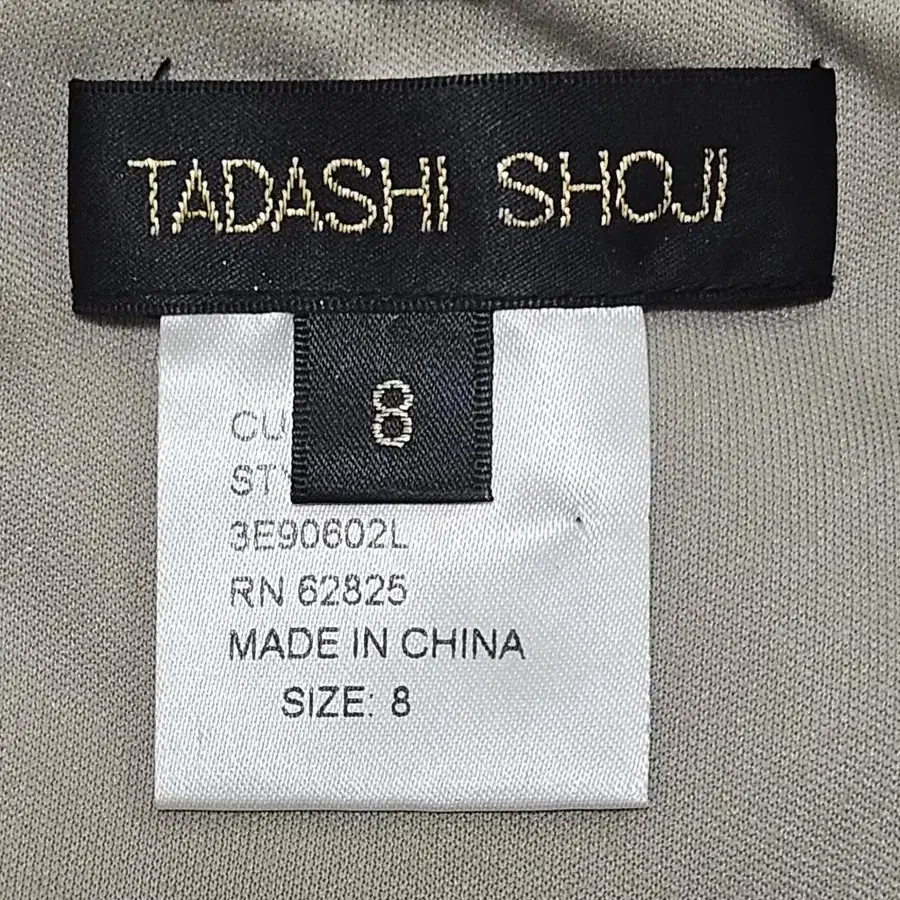 TADASHI SHOJI
8
3E90602L
RN 62825
MADE IN CHINA
SIZE: 8